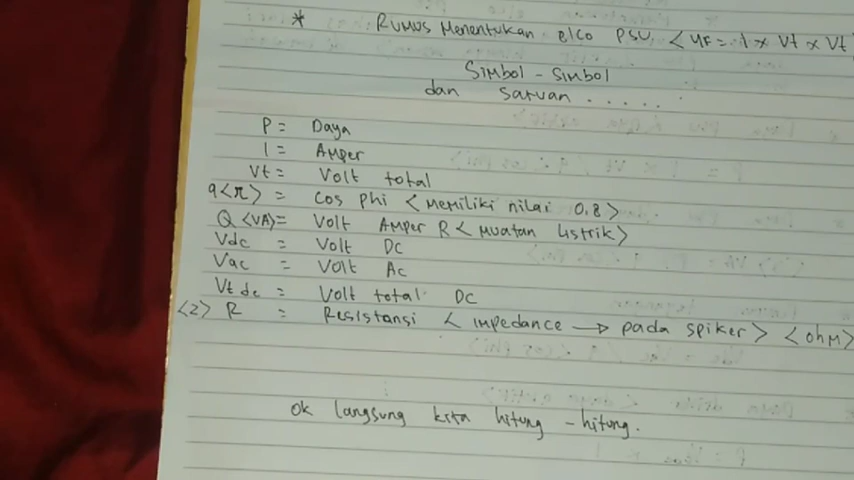 * Rumus Menentukan elco PSU < μF = I x Vt x Vt
Simbol - Simbol
dan satuan . . . . . .
P = Daya
I = Amper
Vt = Volt total
q<π> = cos phi < Memiliki nilai 0.8 >
Q <VA> = Volt Amper R < Muatan Listrik >
Vdc = Volt DC
Vac = Volt Ac
Vt dc = Volt total DC
<Z> R = Resistansi < impedance → pada spiker > < ohm >
ok langsung kita hitung - hitung.